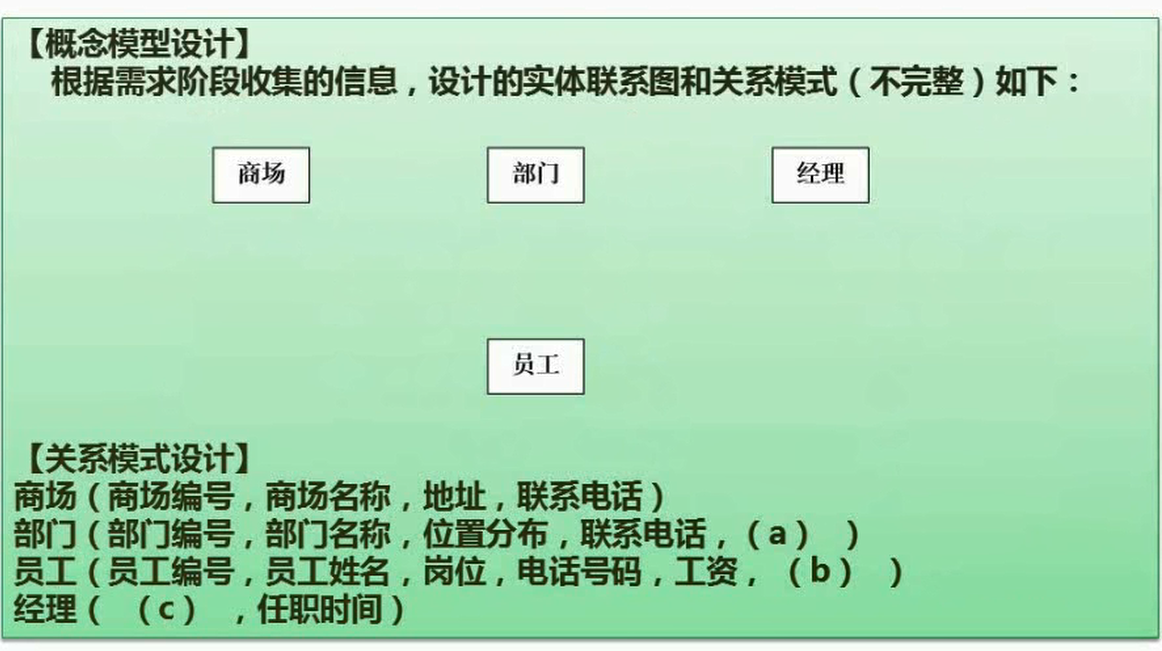 【概念模型设计】
根据需求阶段收集的信息，设计的实体联系图和关系模式（不完整）如下：
商场 部门 经理
员工
【关系模式设计】
商场（商场编号，商场名称，地址，联系电话）
部门（部门编号，部门名称，位置分布，联系电话，（a） ）
员工（员工编号，员工姓名，岗位，电话号码，工资，（b） ）
经理（ （c） ，任职时间）